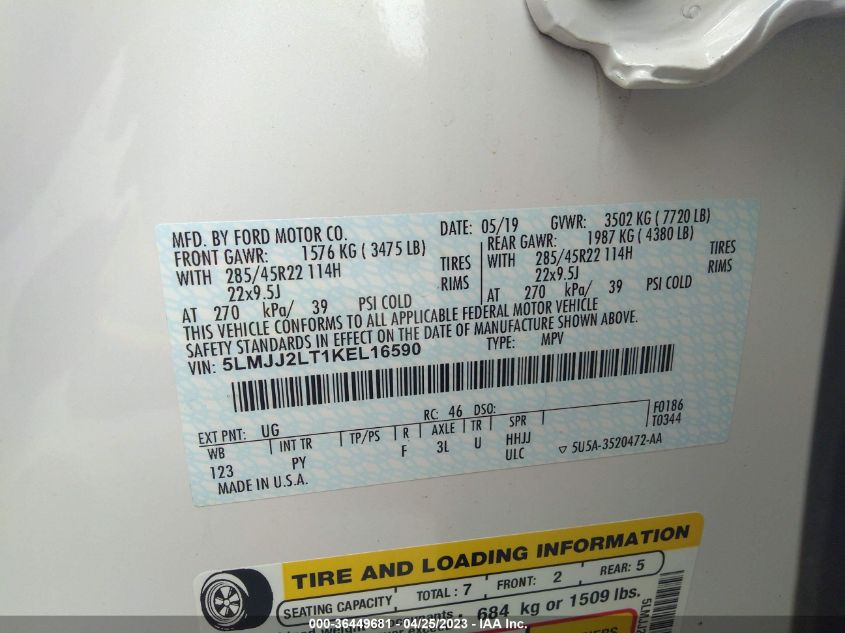 MFD. BY FORD MOTOR CO.
DATE: 05/19
GVWR: 3502 KG ( 7720 LB)
FRONT GAWR: 1576 KG ( 3475 LB)
REAR GAWR: 1987 KG ( 4380 LB)
WITH 285/45R22 114H TIRES
22x9.5J RIMS
AT 270 kPa/ 39 PSI COLD
WITH 285/45R22 114H TIRES
22x9.5J RIMS
AT 270 kPa/ 39 PSI COLD
THIS VEHICLE CONFORMS TO ALL APPLICABLE FEDERAL MOTOR VEHICLE
SAFETY STANDARDS IN EFFECT ON THE DATE OF MANUFACTURE SHOWN ABOVE.
VIN: 5LMJJ2LT1KEL16590
TYPE: MPV
F0186
T0344
EXT PNT: UG
RC: 46 DSO:
WB INT TR TP/PS R AXLE TR SPR
123 PY F 3L U HHJJ
ULC
MADE IN U.S.A.
▽ 5U5A-3520472-AA
TIRE AND LOADING INFORMATION
SEATING CAPACITY TOTAL : 7 FRONT: 2 REAR: 5
684 kg or 1509 lbs.
000-36449681 - 04/25/2023 - IAA Inc.